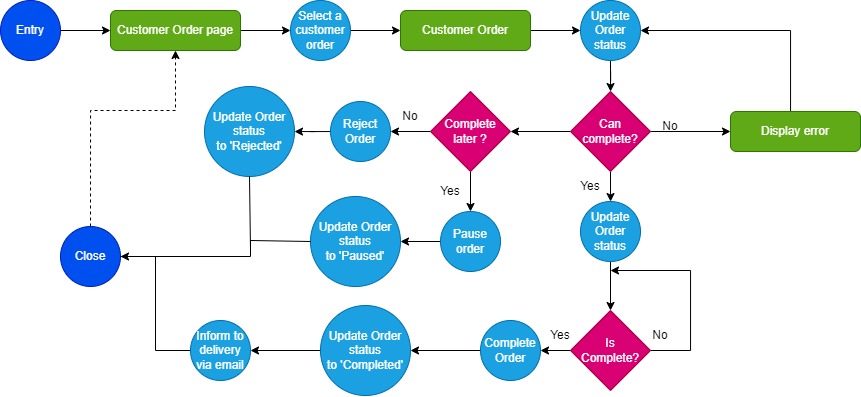 Entry
Customer Order page
Select a
customer
order
Customer Order
Update
Order
status
Update Order
status
to 'Rejected'
Reject
Order
No
Complete
later ?
Can
complete?
No
Display error
Yes
Yes
Close
Update Order
status
to 'Paused'
Pause
order
Update
Order
status
Inform to
delivery
via email
Update Order
status
to 'Completed'
Complete
Order
Yes
Is
Complete?
No